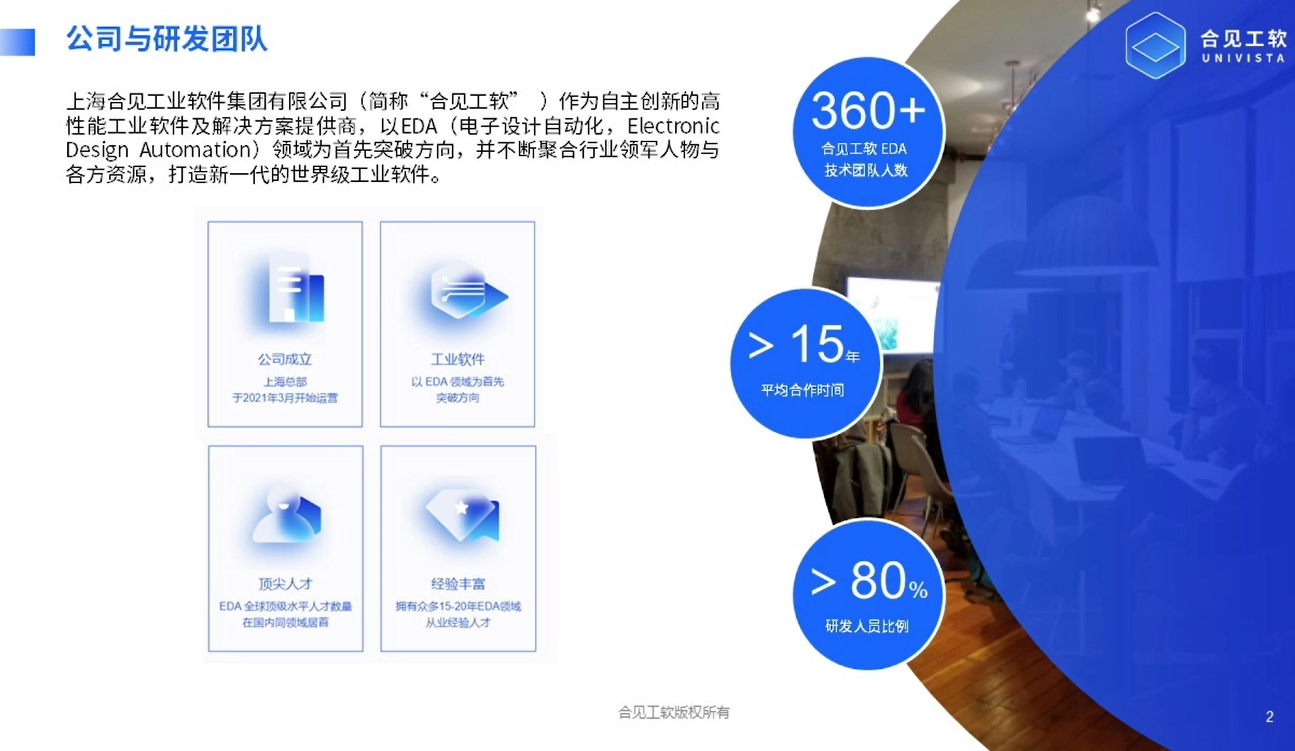 公司与研发团队
合见工软
UNIVISTA
上海合见工业软件集团有限公司（简称“合见工软” ）作为自主创新的高
性能工业软件及解决方案提供商，以EDA（电子设计自动化，Electronic
Design Automation）领域为首先突破方向，并不断聚合行业领军人物与
各方资源，打造新一代的世界级工业软件。
公司成立
上海总部
于2021年3月开始运营
工业软件
以 EDA 领域为首先
突破方向
顶尖人才
EDA 全球顶级水平人才数量
在国内同领域居首
经验丰富
拥有众多15-20年EDA领域
从业经验人才
360+
合见工软 EDA
技术团队人数
> 15年
平均合作时间
> 80%
研发人员比例
合见工软版权所有
2